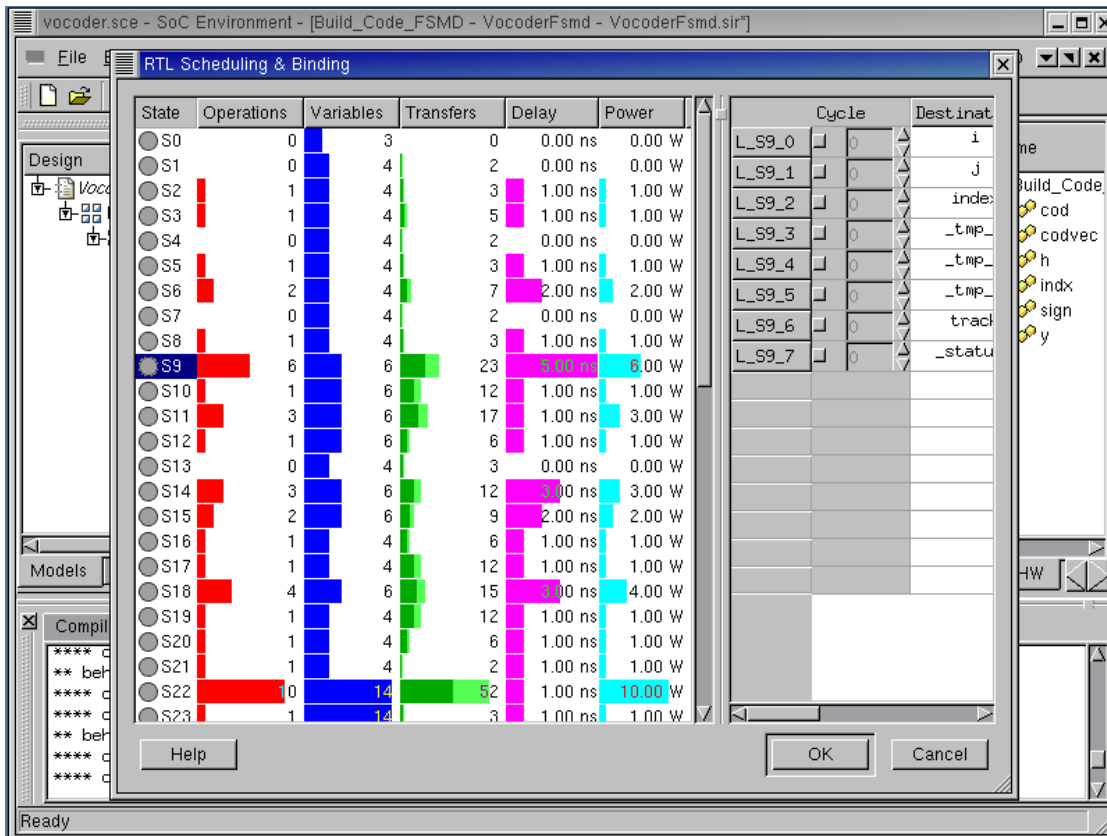 vocoder.sce - SoC Environment - [Build_Code_FSMD - VocoderFsmd - VocoderFsmd.sir*]
File
RTL Scheduling & Binding
State Operations Variables Transfers Delay Power
S0 0 3 0 0.00 ns 0.00 W
S1 0 4 2 0.00 ns 0.00 W
S2 1 4 3 1.00 ns 1.00 W
S3 1 4 5 1.00 ns 1.00 W
S4 0 4 2 0.00 ns 0.00 W
S5 1 4 3 1.00 ns 1.00 W
S6 2 4 7 2.00 ns 2.00 W
S7 0 4 2 0.00 ns 0.00 W
S8 1 4 3 1.00 ns 1.00 W
S9 6 6 23 5.00 ns 6.00 W
S10 1 6 12 1.00 ns 1.00 W
S11 3 6 17 1.00 ns 3.00 W
S12 1 6 6 1.00 ns 1.00 W
S13 0 4 3 0.00 ns 0.00 W
S14 3 6 12 3.00 ns 3.00 W
S15 2 6 9 2.00 ns 2.00 W
S16 1 4 6 1.00 ns 1.00 W
S17 1 4 12 1.00 ns 1.00 W
S18 4 6 15 3.00 ns 4.00 W
S19 1 4 12 1.00 ns 1.00 W
S20 1 4 6 1.00 ns 1.00 W
S21 1 4 2 1.00 ns 1.00 W
S22 10 14 52 1.00 ns 10.00 W
S23 1 14 3 1.00 ns 1.00 W
Cycle Destinat
L_S9_0 0 i
L_S9_1 0 j
L_S9_2 0 index
L_S9_3 0 _tmp_
L_S9_4 0 _tmp_
L_S9_5 0 _tmp_
L_S9_6 0 track
L_S9_7 0 _statu
Help OK Cancel
Design
Voco
Models
me
Build_Code_
cod
codvec
h
indx
sign
y
HW
Compil
**** c
** beh
**** c
**** c
** beh
**** c
**** c
Ready